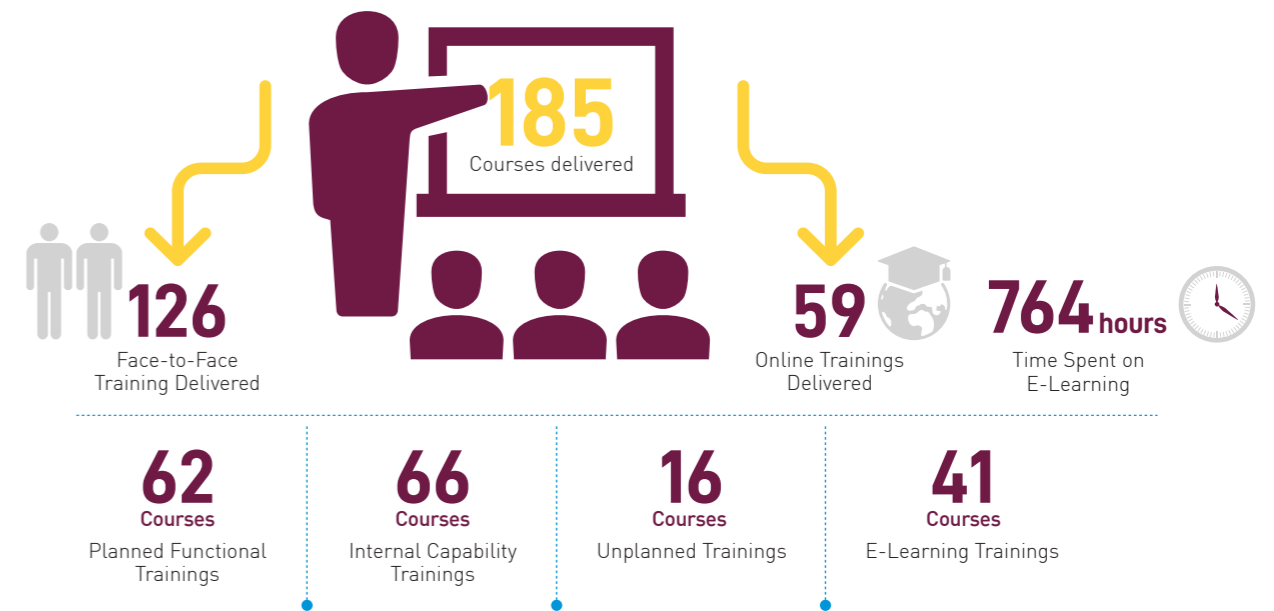 185
Courses delivered
126
Face-to-Face
Training Delivered
59
Online Trainings
Delivered
764 hours
Time Spent on
E-Learning
62
Courses
Planned Functional
Trainings
66
Courses
Internal Capability
Trainings
16
Courses
Unplanned Trainings
41
Courses
E-Learning Trainings